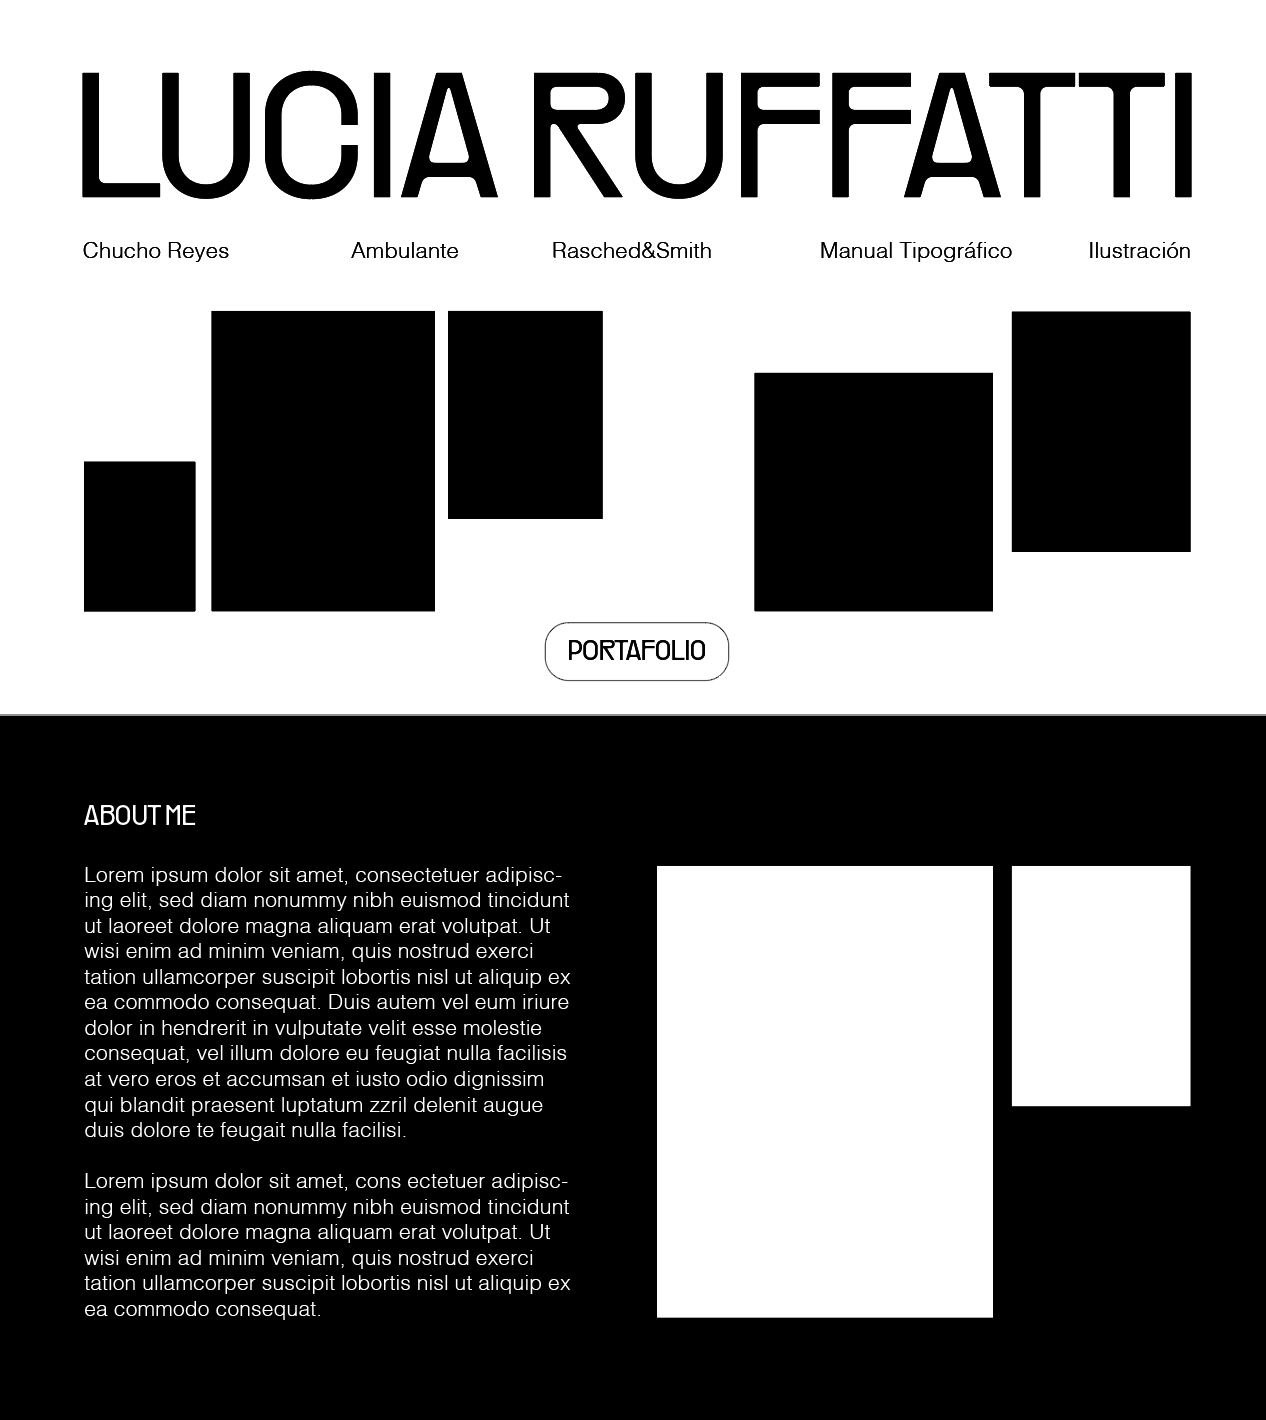 LUCIA RUFFATTI
Chucho Reyes Ambulante Rasched&Smith Manual Tipográfico Ilustración
PORTAFOLIO
ABOUT ME
Lorem ipsum dolor sit amet, consectetuer adipisc-
ing elit, sed diam nonummy nibh euismod tincidunt
ut laoreet dolore magna aliquam erat volutpat. Ut
wisi enim ad minim veniam, quis nostrud exerci
tation ullamcorper suscipit lobortis nisl ut aliquip ex
ea commodo consequat. Duis autem vel eum iriure
dolor in hendrerit in vulputate velit esse molestie
consequat, vel illum dolore eu feugiat nulla facilisis
at vero eros et accumsan et iusto odio dignissim
qui blandit praesent luptatum zzril delenit augue
duis dolore te feugait nulla facilisi.
Lorem ipsum dolor sit amet, cons ectetuer adipisc-
ing elit, sed diam nonummy nibh euismod tincidunt
ut laoreet dolore magna aliquam erat volutpat. Ut
wisi enim ad minim veniam, quis nostrud exerci
tation ullamcorper suscipit lobortis nisl ut aliquip ex
ea commodo consequat.